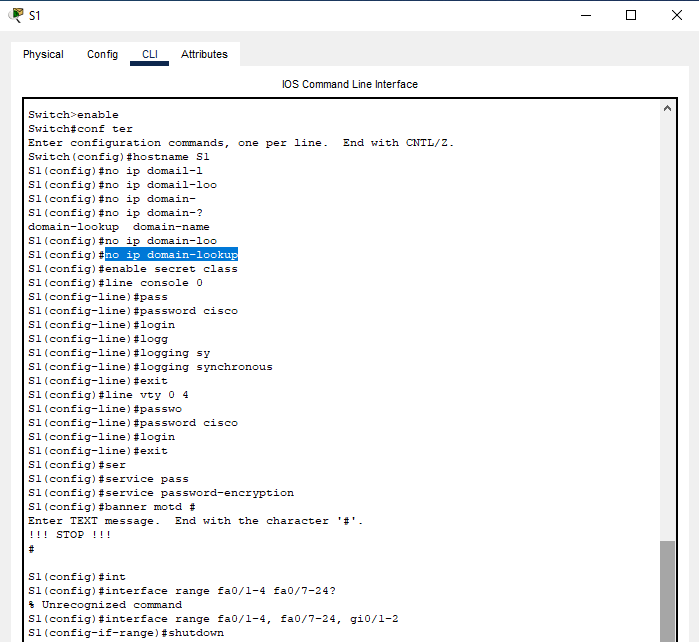 S1
Physical Config CLI Attributes
IOS Command Line Interface
Switch>enable
Switch#conf ter
Enter configuration commands, one per line.  End with CNTL/Z.
Switch(config)#hostname S1
S1(config)#no ip domail-l
S1(config)#no ip domail-loo
S1(config)#no ip domain-
S1(config)#no ip domain-?
domain-lookup  domain-name
S1(config)#no ip domain-loo
S1(config)#no ip domain-lookup
S1(config)#enable secret class
S1(config)#line console 0
S1(config-line)#pass
S1(config-line)#password cisco
S1(config-line)#login
S1(config-line)#logg
S1(config-line)#logging sy
S1(config-line)#logging synchronous
S1(config-line)#exit
S1(config)#line vty 0 4
S1(config-line)#passwo
S1(config-line)#password cisco
S1(config-line)#login
S1(config-line)#exit
S1(config)#ser
S1(config)#service pass
S1(config)#service password-encryption
S1(config)#banner motd #
Enter TEXT message.  End with the character '#'.
!!! STOP !!!
#
S1(config)#int
S1(config)#interface range fa0/1-4 fa0/7-24?
% Unrecognized command
S1(config)#interface range fa0/1-4, fa0/7-24, gi0/1-2
S1(config-if-range)#shutdown